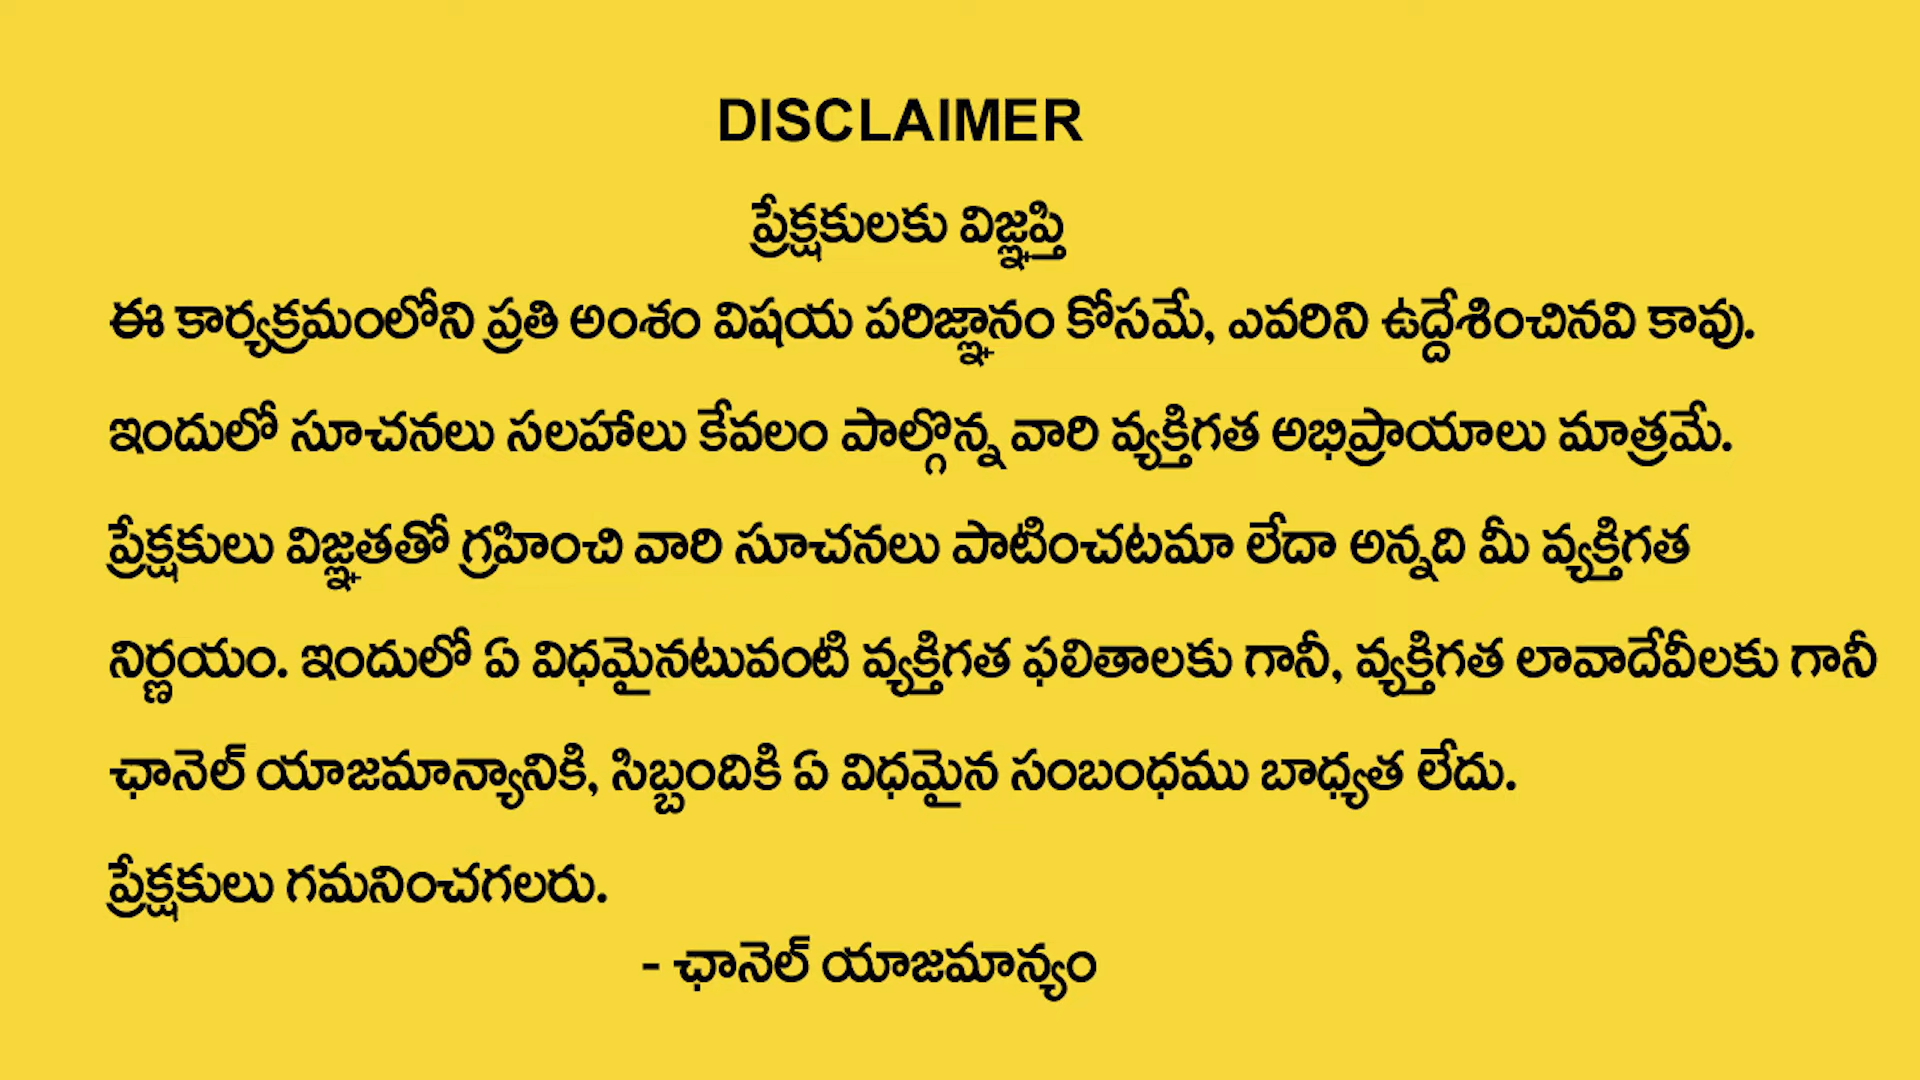 DISCLAIMER
ప్రేక్షకులకు విజ్ఞప్తి
ఈ కార్యక్రమంలోని ప్రతి అంశం విషయ పరిజ్ఞానం కోసమే, ఎవరిని ఉద్దేశించినవి కావు.
ఇందులో సూచనలు సలహాలు కేవలం పాల్గొన్న వారి వ్యక్తిగత అభిప్రాయాలు మాత్రమే.
ప్రేక్షకులు విజ్ఞతతో గ్రహించి వారి సూచనలు పాటించటమా లేదా అన్నది మీ వ్యక్తిగత
నిర్ణయం. ఇందులో ఏ విధమైనటువంటి వ్యక్తిగత ఫలితాలకు గానీ, వ్యక్తిగత లావాదేవీలకు గానీ
ఛానెల్ యాజమాన్యానికి, సిబ్బందికి ఏ విధమైన సంబంధము బాధ్యత లేదు.
ప్రేక్షకులు గమనించగలరు.
- ఛానెల్ యాజమాన్యం